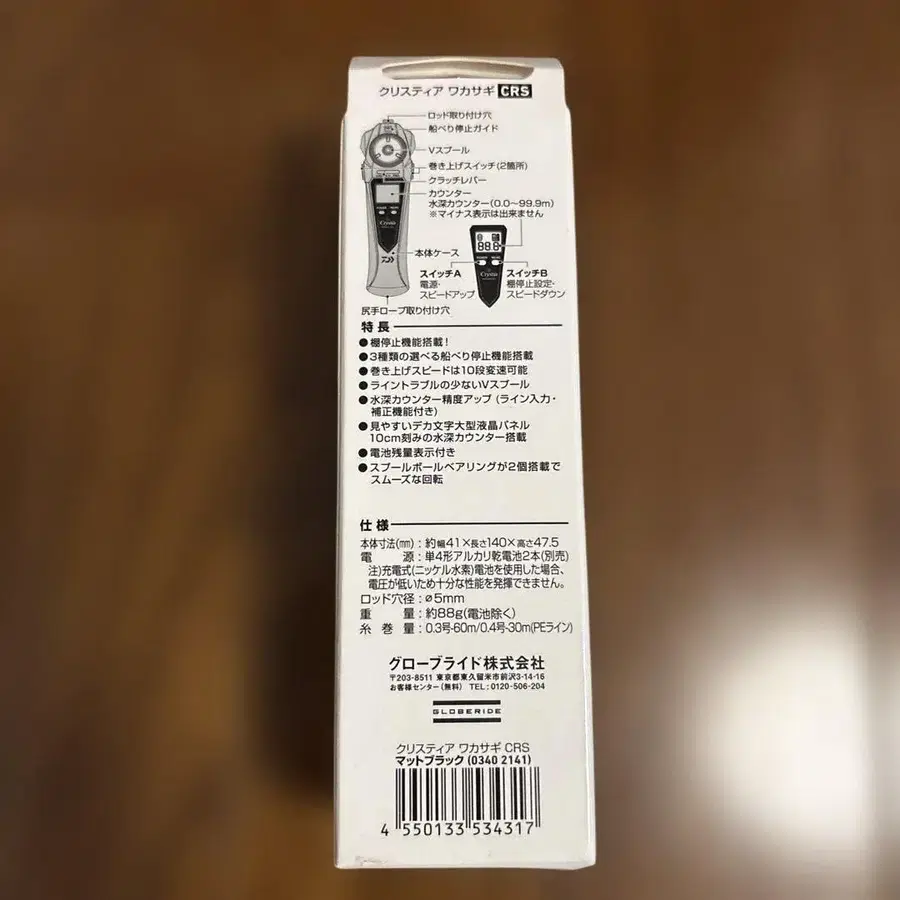 クリスティア ワカサギ CRS
ロッド取り付け穴
船べり停止ガイド
Vスプール
巻き上げスイッチ(2箇所)
クラッチレバー
カウンター
水深カウンター(0.0~99.9m)
※マイナス表示は出来ません
本体ケース
88.8
Crystia
スイッチA
電源・
スピードアップ
スイッチB
棚停止設定・
スピードダウン
尻手ロープ取り付け穴
特長
●棚停止機能搭載!
●3種類の選べる船べり停止機能搭載
●巻き上げスピードは10段変速可能
●ライントラブルの少ないVスプール
●水深カウンター精度アップ (ライン入力・
補正機能付き)
●見やすいデカ文字大型液晶パネル
10cm刻みの水深カウンター搭載
●電池残量表示付き
●スプールボールベアリングが2個搭載で
スムーズな回転
仕様
本体寸法(mm):約幅41×長さ140×高さ47.5
電源:単4形アルカリ乾電池2本(別売)
注)充電式(ニッケル水素)電池を使用した場合、
電圧が低いため十分な性能を発揮できません。
ロッド穴径:ø5mm
重量:約88g(電池除く)
糸巻量:0.3号-60m/0.4号-30m(PEライン)
グローブライド株式会社
〒203-8511 東京都東久留米市前沢3-14-16
お客様センター(無料) TEL:0120-506-204
GLOBERIDE
クリスティア ワカサギ CRS
マットブラック (0340 2141)
4 550133 534317